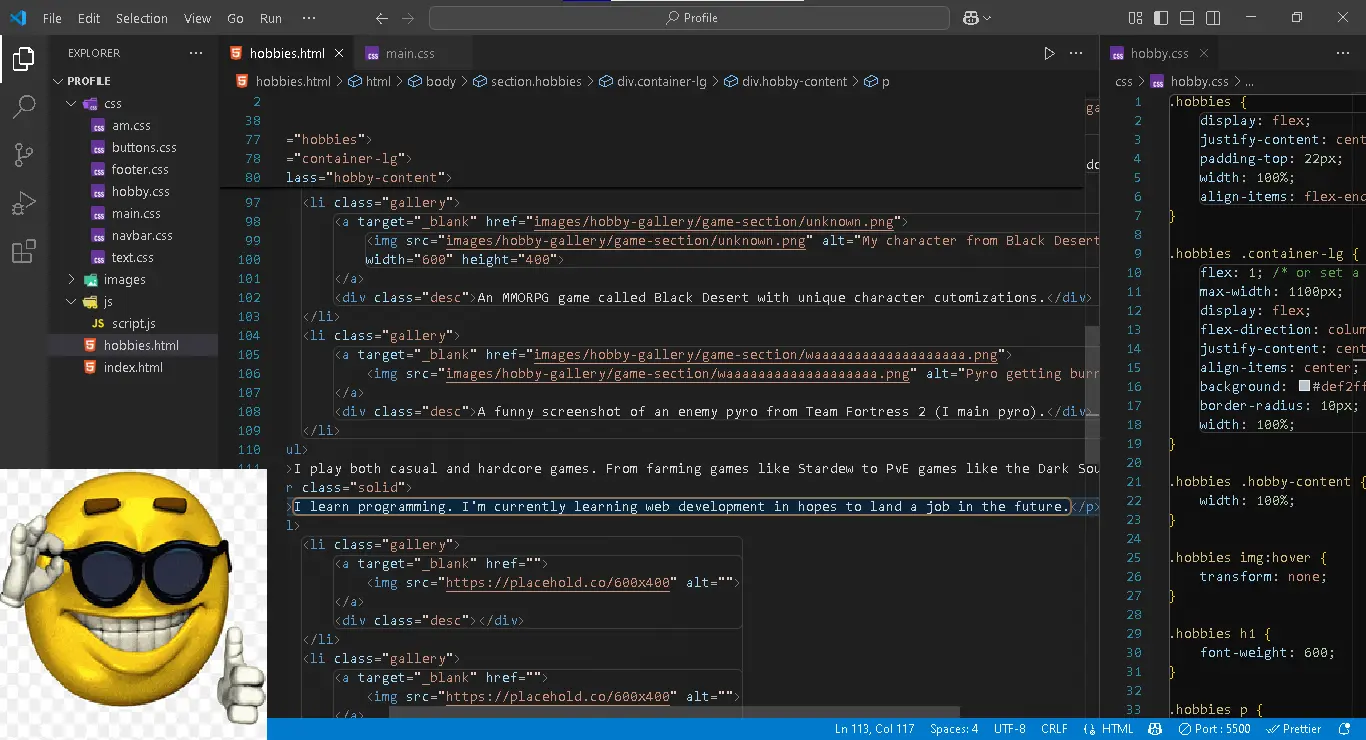 File Edit Selection View Go Run ··· Profile
EXPLORER ···
PROFILE
css
am.css
buttons.css
footer.css
hobby.css
main.css
navbar.css
text.css
images
js
JS script.js
hobbies.html
index.html
hobbies.html main.css
hobbies.html > html > body > section.hobbies > div.container-lg > div.hobby-content > p
2
38
77 ="hobbies">
78 ="container-lg">
80 lass="hobby-content">
97 <li class="gallery">
98 <a target="_blank" href="images/hobby-gallery/game-section/unknown.png">
99 <img src="images/hobby-gallery/game-section/unknown.png" alt="My character from Black Desert
100 width="600" height="400">
101 </a>
102 <div class="desc">An MMORPG game called Black Desert with unique character cutomizations.</div>
103 </li>
104 <li class="gallery">
105 <a target="_blank" href="images/hobby-gallery/game-section/waaaaaaaaaaaaaaaaaaa.png">
106 <img src="images/hobby-gallery/game-section/waaaaaaaaaaaaaaaaaaa.png" alt="Pyro getting burn
107 </a>
108 <div class="desc">A funny screenshot of an enemy pyro from Team Fortress 2 (I main pyro).</div>
109 </li>
110 ul>
111 >I play both casual and hardcore games. From farming games like Stardew to PvE games like the Dark Sou
r class="solid">
>I learn programming. I'm currently learning web development in hopes to land a job in the future.</p>
l>
<li class="gallery">
<a target="_blank" href="">
<img src="https://placehold.co/600x400" alt="">
</a>
<div class="desc"></div>
</li>
<li class="gallery">
<a target="_blank" href="">
<img src="https://placehold.co/600x400" alt="">
</a>
hobby.css
css > hobby.css > ...
1 .hobbies {
2 display: flex;
3 justify-content: cent
4 padding-top: 22px;
5 width: 100%;
6 align-items: flex-end
7 }
8
9 .hobbies .container-lg {
10 flex: 1; /* or set a
11 max-width: 1100px;
12 display: flex;
13 flex-direction: colum
14 justify-content: cent
15 align-items: center;
16 background: #def2ff
17 border-radius: 10px;
18 width: 100%;
19 }
20
21 .hobbies .hobby-content {
22 width: 100%;
23 }
24
25 .hobbies img:hover {
26 transform: none;
27 }
28
29 .hobbies h1 {
30 font-weight: 600;
31 }
32
33 .hobbies p {
Ln 113, Col 117 Spaces: 4 UTF-8 CRLF {} HTML Port : 5500 Prettier